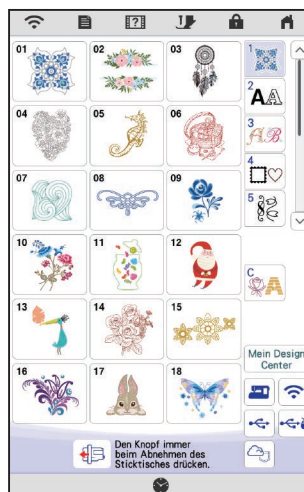 01 02 03 1
2
AA
3
A B
04 05 06 4
5
07 08 09
10 11 12 C
A
13 14 15
Mein Design
Center
16 17 18
Den Knopf immer
beim Abnehmen des
Sticktisches drücken.